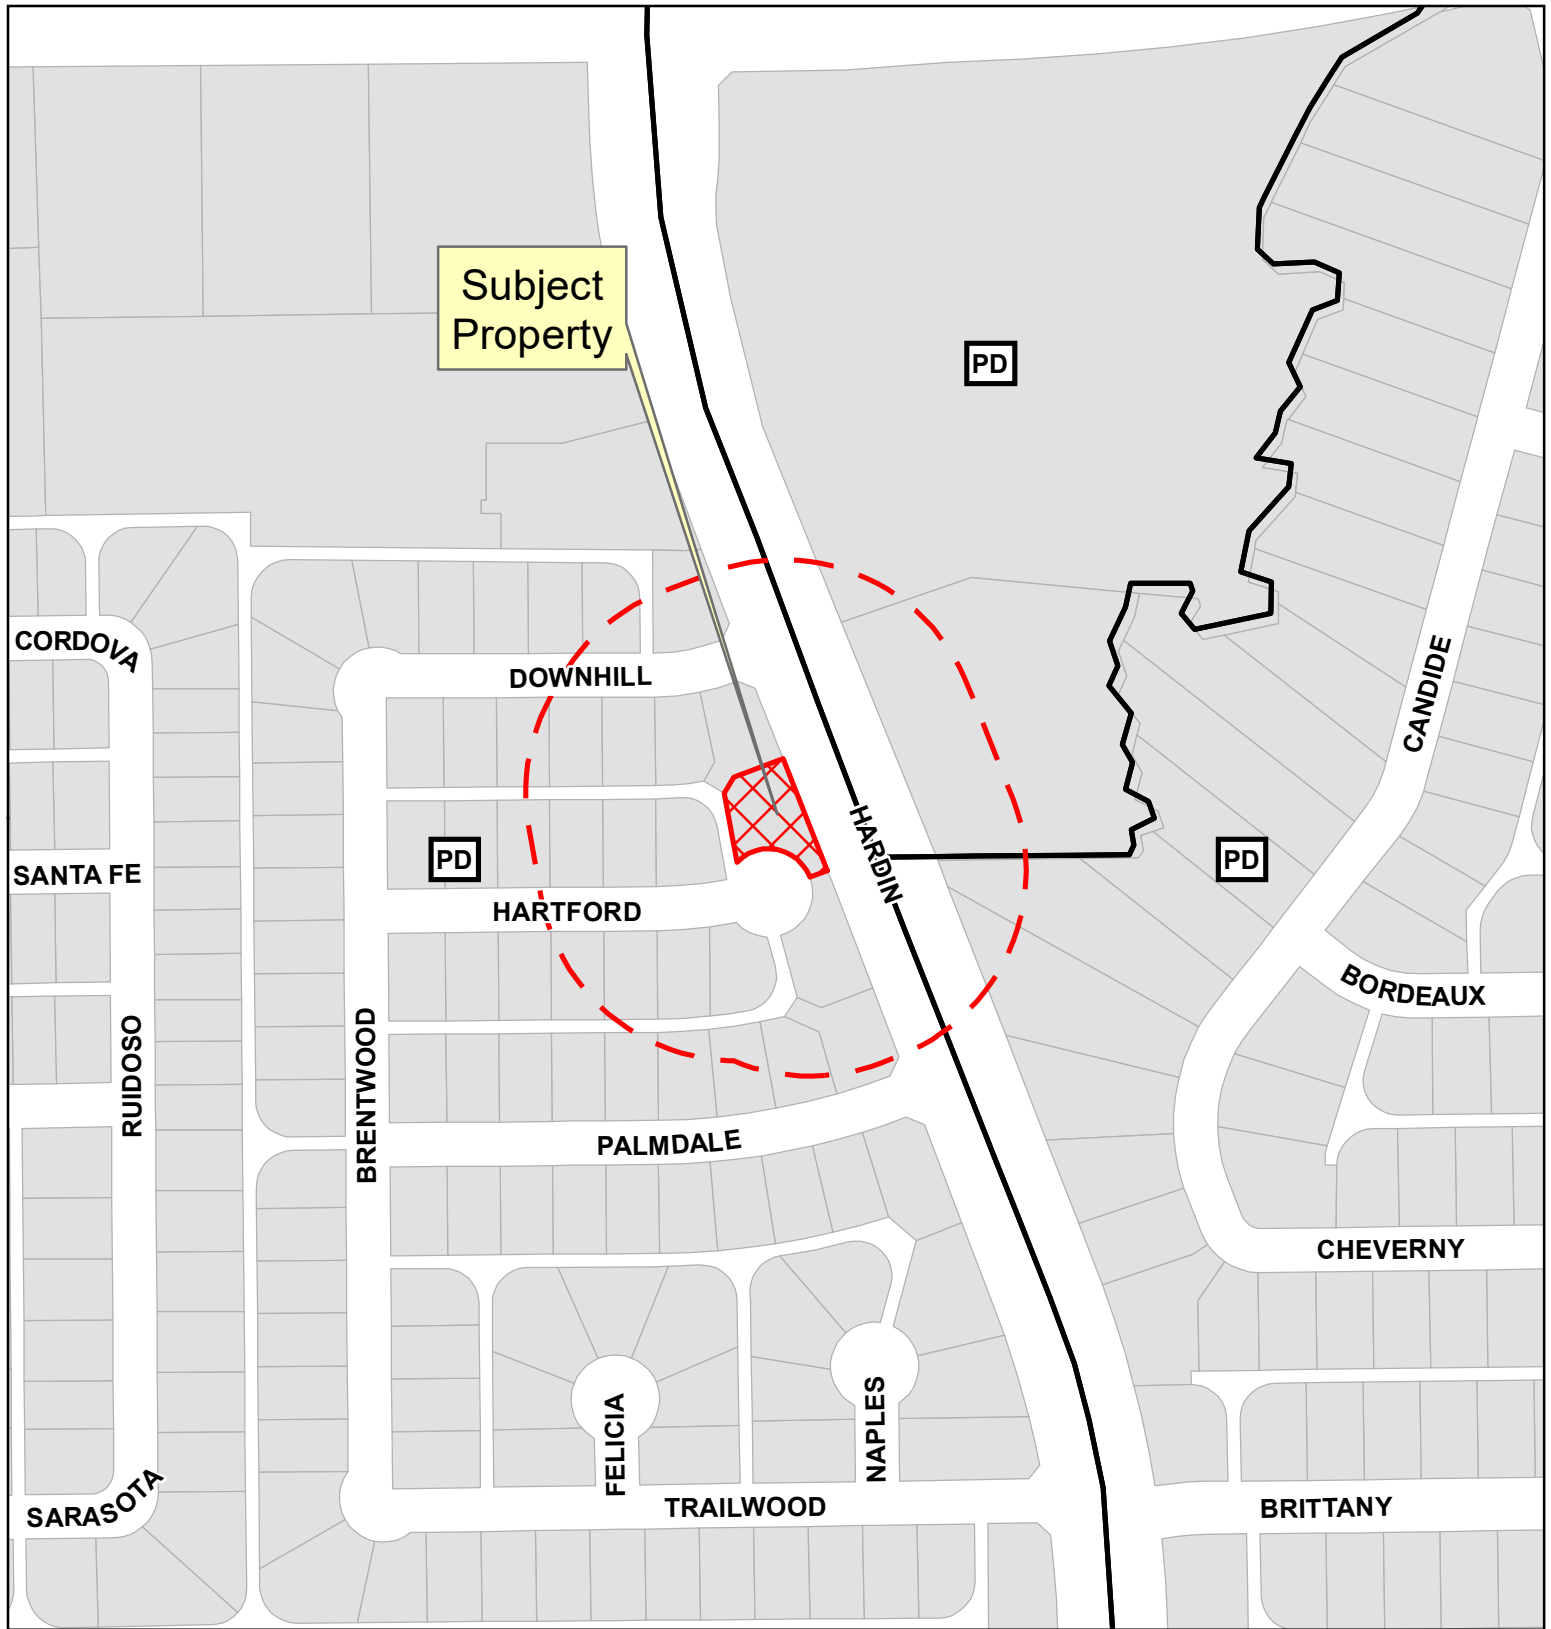 Subject
Property
PD
CORDOVA
DOWNHILL
CANDIDE
HARDIN
PD
PD
SANTA FE
HARTFORD
BORDEAUX
RUIDOSO
BRENTWOOD
PALMDALE
CHEVERNY
FELICIA
NAPLES
SARASOTA
TRAILWOOD
BRITTANY